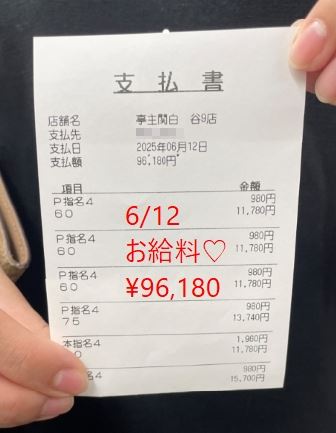 支払書
店舗名 亭主関白 谷9店
支払先
支払日 2025年06月12日
支払額 96,180円
項目 金額
P指名4 980円
60 11,780円
P指名4 980円
60 11,780円
P指名4 980円
60 11,780円
P指名4 980円
75 13,740円
本指名4 1,960円
0 11,780円
名4 980円
15,700円
6/12
お給料♡
¥96,180